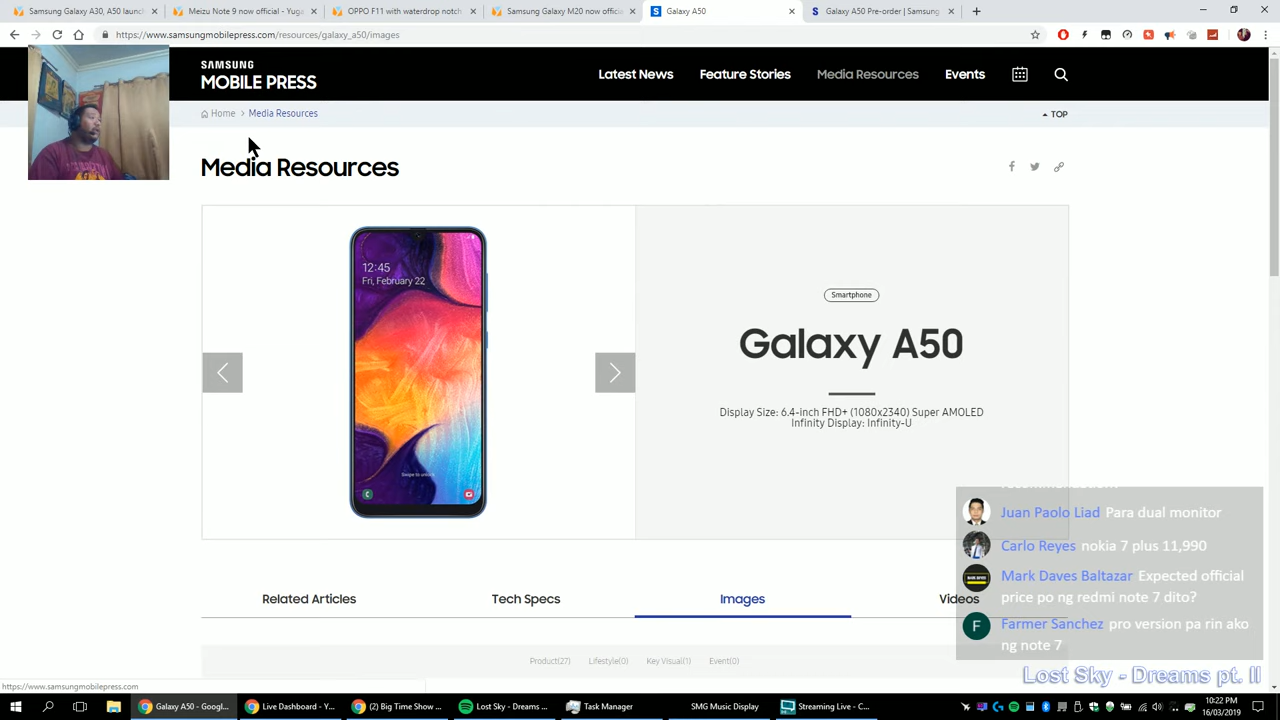 Samsung Galaxy A30, A50 launch
Meizu Note 9 now official - Yuga
OPPO F11 with waterdrop notch
Samsung Galaxy M20 now offici
Galaxy A50
Galaxy A50 Pre-order | Samsung
https://www.samsungmobilepress.com/resources/galaxy_a50/images
SAMSUNG
MOBILE PRESS
Latest News
Feature Stories
Media Resources
Events
Home > Media Resources
TOP
Media Resources
12:45
Fri, February 22
Swipe to unlock
Smartphone
Galaxy A50
Display Size: 6.4-inch FHD+ (1080x2340) Super AMOLED
Infinity Display: Infinity-U
Juan Paolo Liad Para dual monitor
Carlo Reyes nokia 7 plus 11,990
Mark Daves Baltazar Expected official
price po ng redmi note 7 dito?
Farmer Sanchez pro version pa rin ako
ng note 7
Related Articles
Tech Specs
Images
Videos
Product(27)
Lifestyle(0)
Key Visual(1)
Event(0)
Lost Sky - Dreams pt. II
https://www.samsungmobilepress.com
Galaxy A50 - Googl...
Live Dashboard - Y...
(2) Big Time Show ...
Lost Sky - Dreams ...
Task Manager
SMG Music Display
Streaming Live - C...
10:22 PM
16/03/2019